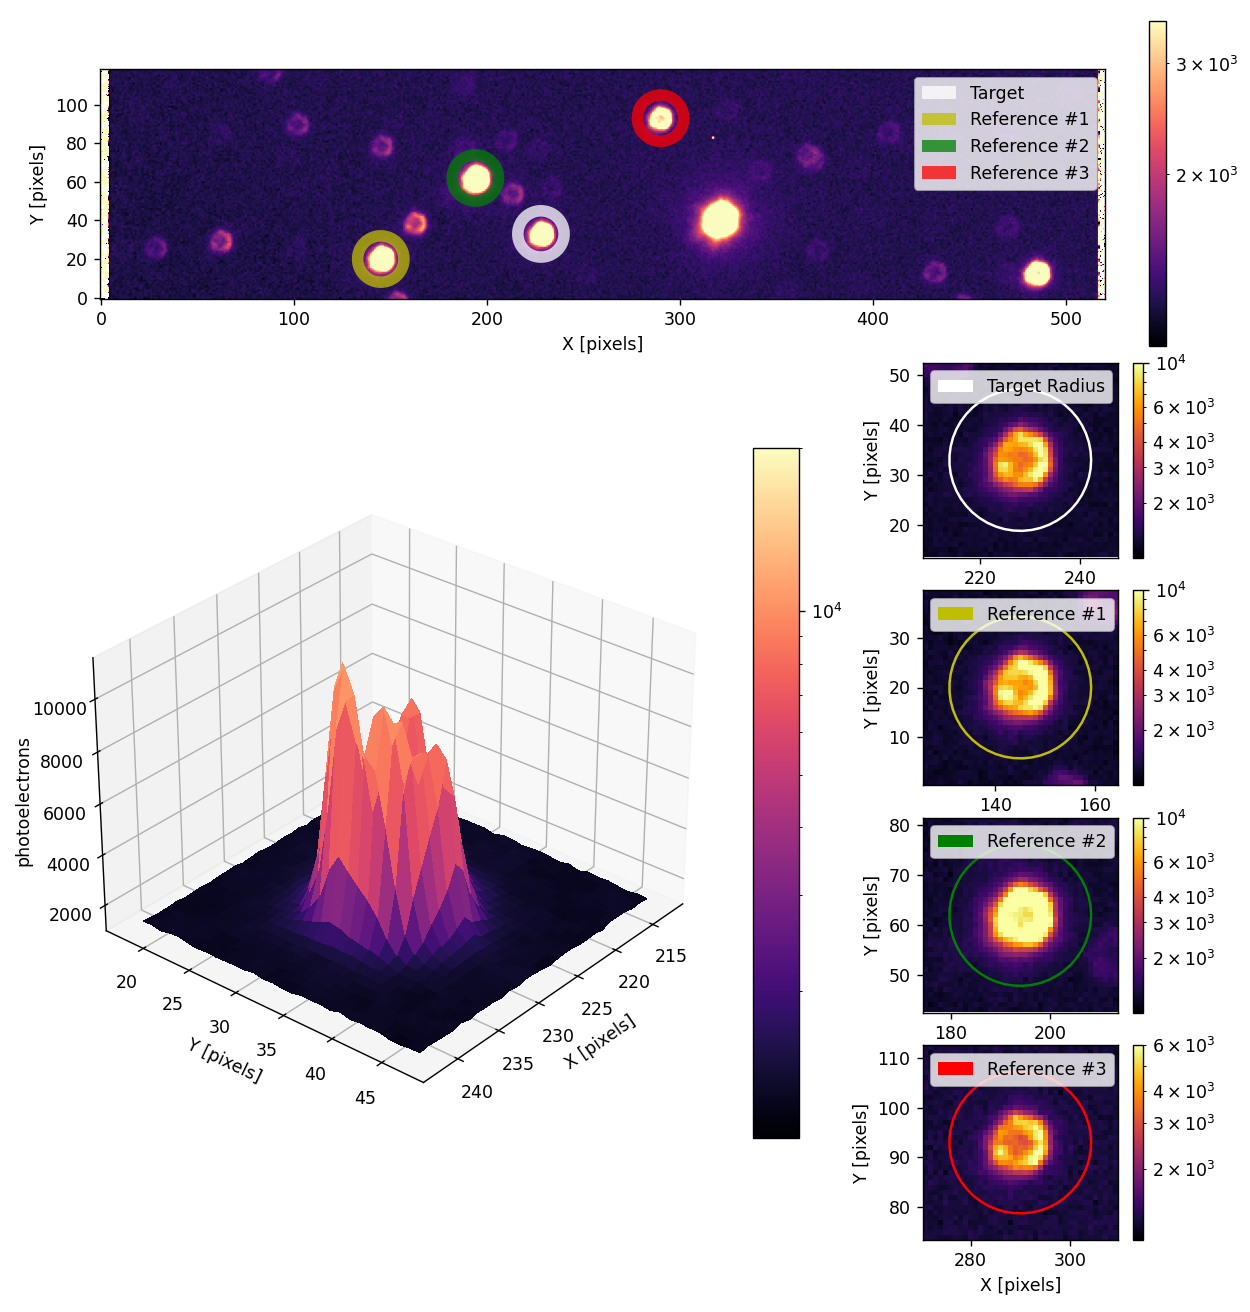 3 × 10³
2 × 10³
Y [pixels]
100
80
60
40
20
0
Target
Reference #1
Reference #2
Reference #3
0 100 200 300 400 500
X [pixels]
Target Radius
Y [pixels]
50
40
30
20
220 240
10⁴
6 × 10³
4 × 10³
3 × 10³
2 × 10³
Reference #1
Y [pixels]
30
20
10
140 160
10⁴
6 × 10³
4 × 10³
3 × 10³
2 × 10³
Reference #2
Y [pixels]
80
70
60
50
180 200
10⁴
6 × 10³
4 × 10³
3 × 10³
2 × 10³
Reference #3
Y [pixels]
110
100
90
80
280 300
X [pixels]
6 × 10³
4 × 10³
3 × 10³
2 × 10³
photoelectrons
10000
8000
6000
4000
2000
20
25
30
35
40
45
Y [pixels]
215
220
225
230
235
240
X [pixels]
10⁴